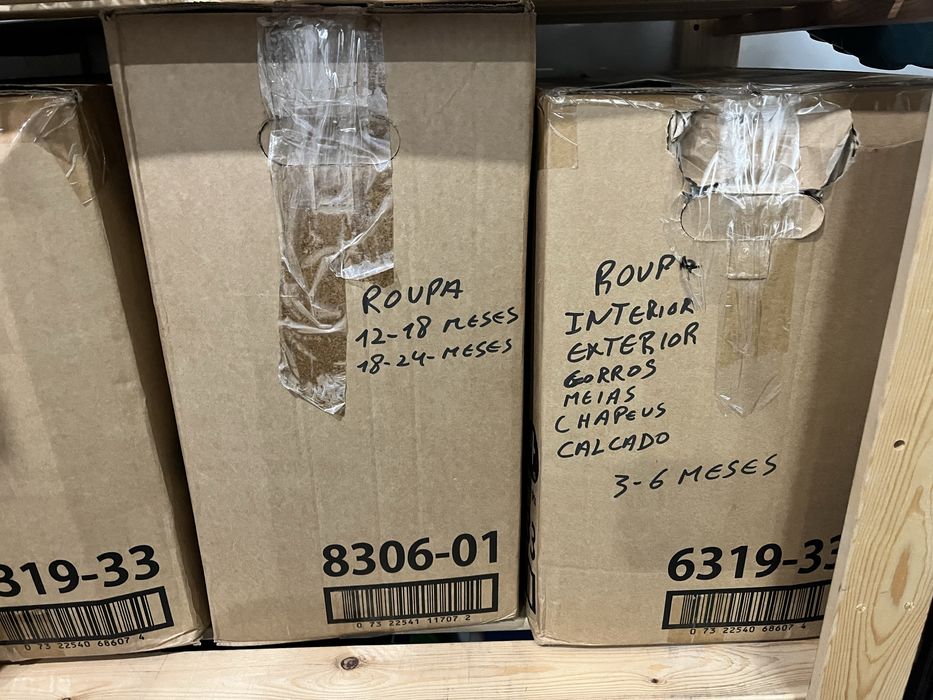 319-33
0 73 22540 68607 4
ROUPA
12-18 MESES
18-24-MESES
8306-01
0 73 22541 11707 2
ROUPA
INTERIOR
EXTERIOR
GORROS
MEIAS
CHAPEUS
CALCADO
3-6 MESES
6319-33
0 73 22540 68607 4